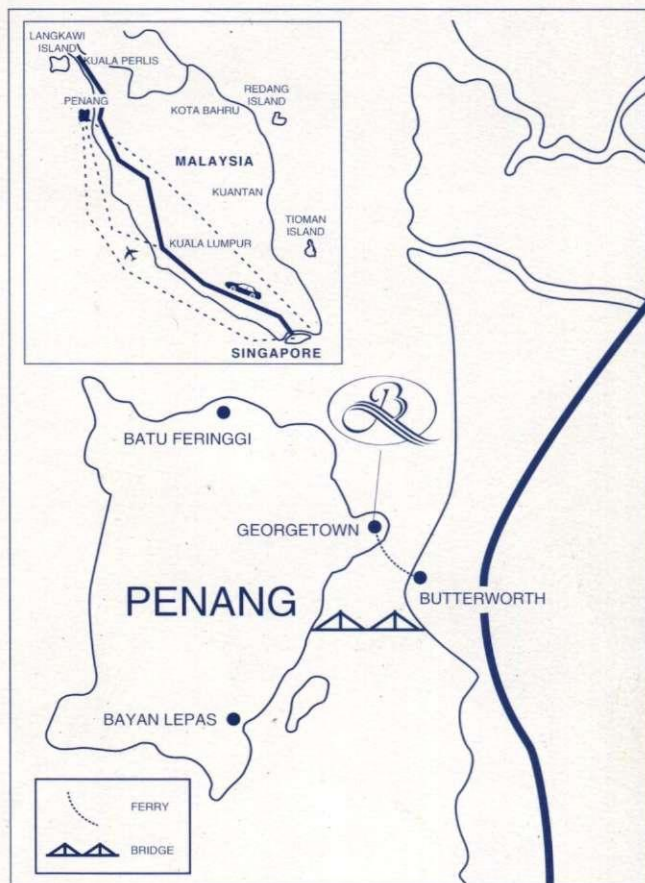 LANGKAWI
ISLAND
KUALA PERLIS
PENANG
REDANG
ISLAND
KOTA BAHRU
MALAYSIA
KUANTAN
TIOMAN
ISLAND
KUALA LUMPUR
SINGAPORE
B
BATU FERINGGI
GEORGETOWN
PENANG
BUTTERWORTH
BAYAN LEPAS
FERRY
BRIDGE